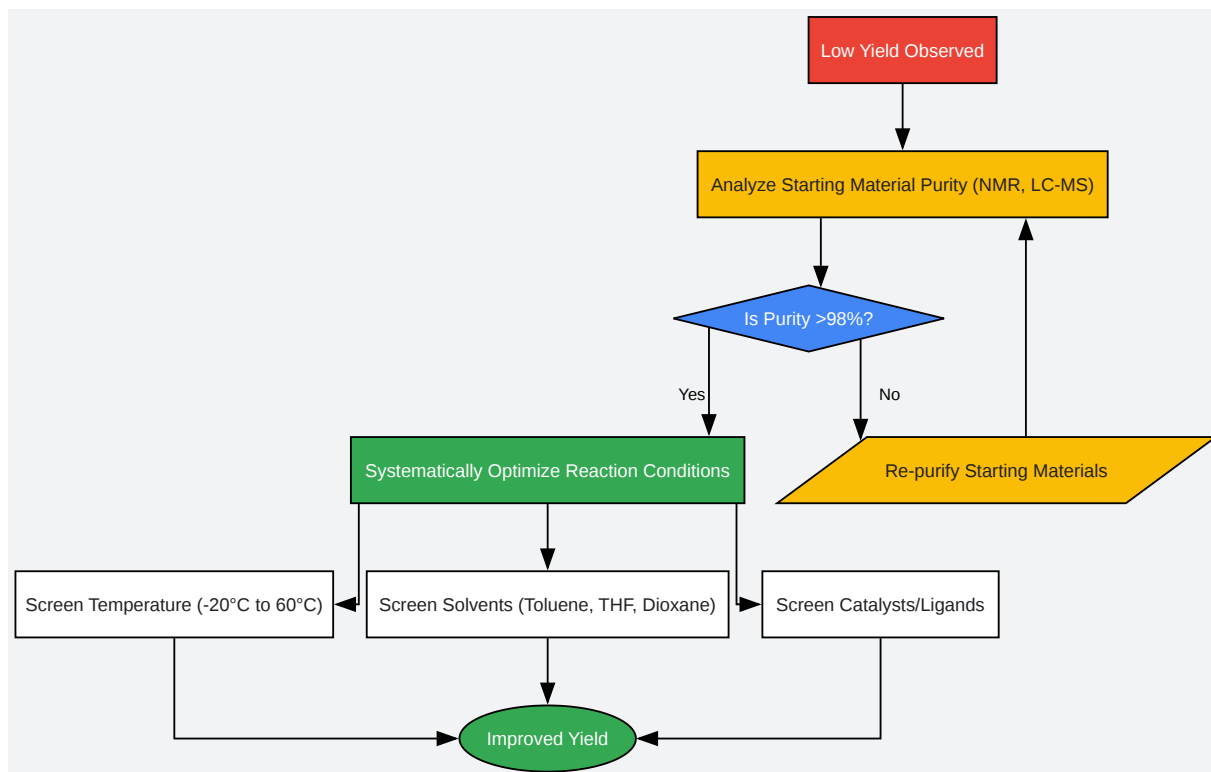 Low Yield Observed
Analyze Starting Material Purity (NMR, LC-MS)
Is Purity >98%?
Yes
No
Systematically Optimize Reaction Conditions
Re-purify Starting Materials
Screen Temperature (-20°C to 60°C)
Screen Solvents (Toluene, THF, Dioxane)
Screen Catalysts/Ligands
Improved Yield